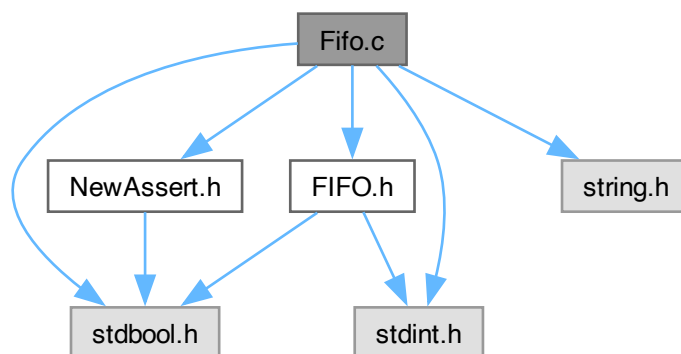 Fifo.c
NewAssert.h
FIFO.h
string.h
stdbool.h
stdint.h